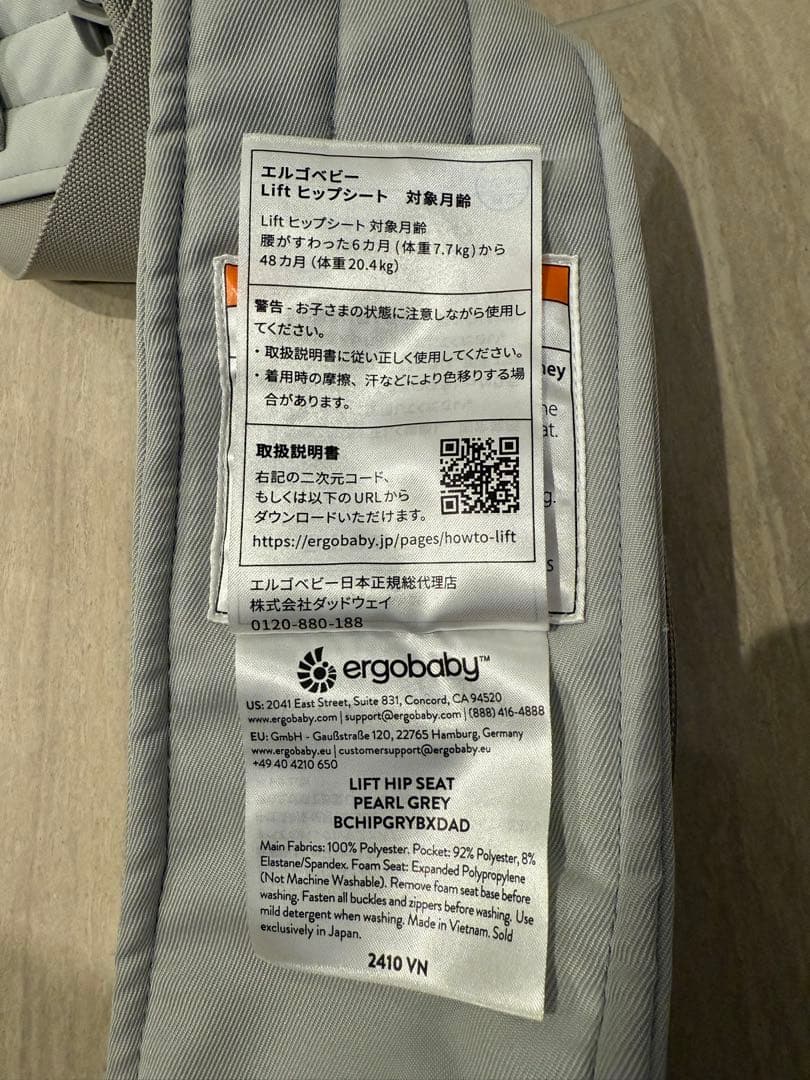 エルゴベビー
Lift ヒップシート　対象月齢
Lift ヒップシート 対象月齢
腰がすわった6カ月 (体重7.7kg)から
48カ月 (体重20.4kg)
警告 - お子さまの状態に注意しながら使用し
てください。
・取扱説明書に従い正しく使用してください。
・着用時の摩擦、汗などにより色移りする場
合があります。
取扱説明書
右記の二次元コード、
もしくは以下のURLから
ダウンロードいただけます。
https://ergobaby.jp/pages/howto-lift
エルゴベビー日本正規総代理店
株式会社ダッドウェイ
0120-880-188
ergobaby™
US: 2041 East Street, Suite 831, Concord, CA 94520
www.ergobaby.com | support@ergobaby.com | (888) 416-4888
EU: GmbH - Gaußstraße 120, 22765 Hamburg, Germany
www.ergobaby.eu | customersupport@ergobaby.eu
+49 40 4210 650
LIFT HIP SEAT
PEARL GREY
BCHIPGRYBXDAD
Main Fabrics: 100% Polyester. Pocket: 92% Polyester, 8%
Elastane/Spandex. Foam Seat: Expanded Polypropylene
(Not Machine Washable). Remove foam seat base before
washing. Fasten all buckles and zippers before washing. Use
mild detergent when washing. Made in Vietnam. Sold
exclusively in Japan.
2410 VN